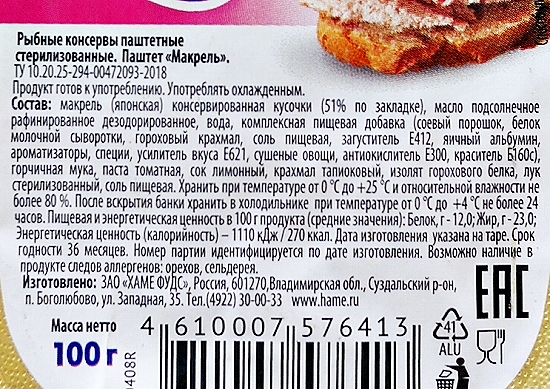 Рыбные консервы паштетные
стерилизованные. Паштет «Макрель».
ТУ 10.20.25-294-00472093-2018
Продукт готов к употреблению. Употреблять охлажденным.
Состав: макрель (японская) консервированная кусочки (51% по закладке), масло подсолнечное
рафинированное дезодорированное, вода, комплексная пищевая добавка (соевый порошок, белок
молочной сыворотки, гороховый крахмал, соль пищевая, загуститель Е412, яичный альбумин,
ароматизаторы, специи, усилитель вкуса Е621, сушеные овощи, антиокислитель Е300, краситель Е160с),
горчичная мука, паста томатная, сок лимонный, крахмал тапиоковый, изолят горохового белка, лук
стерилизованный, соль пищевая. Хранить при температуре от 0 °С до +25 °С и относительной влажности не
более 80 %. После вскрытия банки хранить в холодильнике при температуре от 0 °С до +4 °С не более 24
часов. Пищевая и энергетическая ценность в 100 г продукта (средние значения): Белок, г - 12,0; Жир, г - 23,0;
Энергетическая ценность (калорийность) – 1110 кДж / 270 ккал. Дата изготовления указана на таре. Срок
годности 36 месяцев. Номер партии идентифицируется по дате изготовления. Возможно наличие в
продукте следов аллергенов: орехов, сельдерея.
Изготовлено: ЗАО «ХАМЕ ФУДС», Россия, 601270, Владимирская обл., Суздальский р-он,
п. Боголюбово, ул. Западная, 35. Тел.(4922) 30-00-33 www.hame.ru
EAC
Масса нетто
100 г
4 610007 576413
41
ALU
0408R